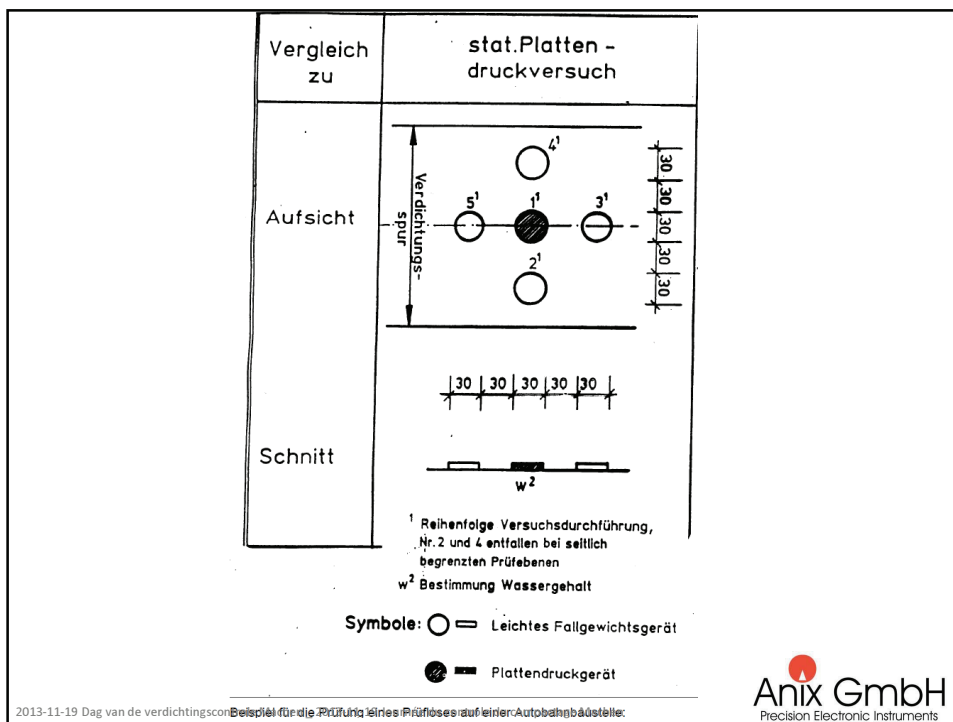 Vergleich
zu
stat.Platten -
druckversuch
Aufsicht
Verdichtungs-
spur
4¹
5¹ 1¹ 3¹
2¹
30
30
30
30
30
30 30 30 30 30
Schnitt
w²
¹ Reihenfolge Versuchsdurchführung,
Nr. 2 und 4 entfallen bei seitlich
begrenzten Prüfebenen
w² Bestimmung Wassergehalt
Symbole: Leichtes Fallgewichtsgerät
Plattendruckgerät
2013-11-19 Dag van de verdichtingscon
Beispiel für die Prüfung eines Prüfloses auf einer Autobahnbaustelle:
Anix GmbH
Precision Electronic Instruments